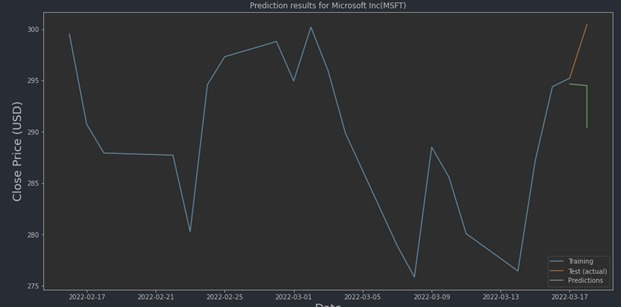 Prediction results for Microsoft Inc(MSFT)
Close Price (USD)
300
295
290
285
280
275
2022-02-17 2022-02-21 2022-02-25 2022-03-01 2022-03-05 2022-03-09 2022-03-13 2022-03-17
Date
Training
Test (actual)
Predictions